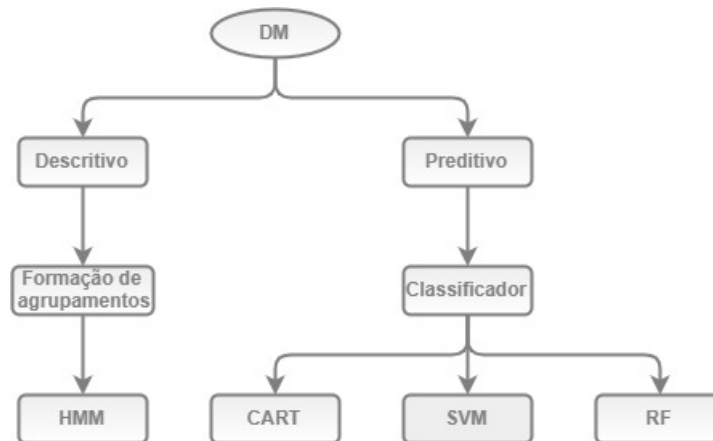 DM
Descritivo
Preditivo
Formação de
agrupamentos
Classificador
HMM
CART
SVM
RF